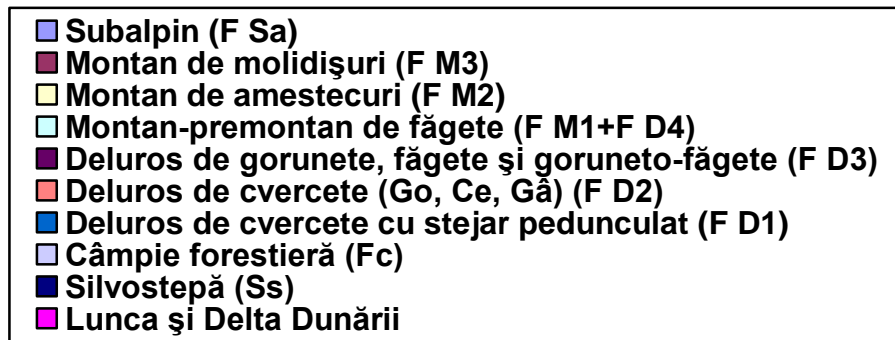 Subalpin (F Sa)
Montan de molidişuri (F M3)
Montan de amestecuri (F M2)
Montan-premontan de făgete (F M1+F D4)
Deluros de gorunete, făgete şi goruneto-făgete (F D3)
Deluros de cvercete (Go, Ce, Gâ) (F D2)
Deluros de cvercete cu stejar pedunculat (F D1)
Câmpie forestieră (Fc)
Silvostepă (Ss)
Lunca şi Delta Dunării